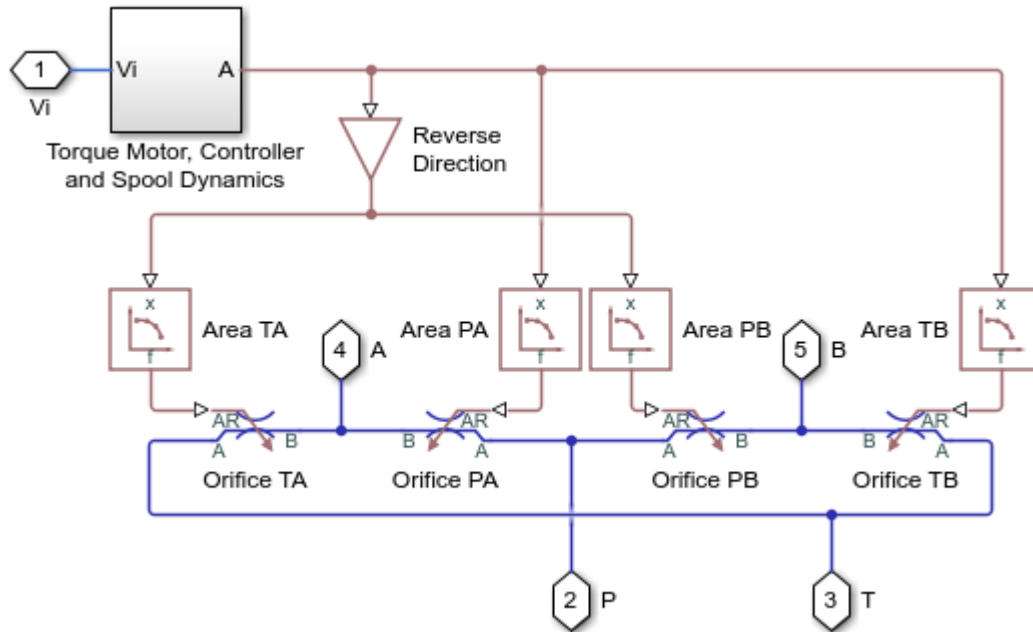 1
Vi
Vi
A
Torque Motor, Controller
and Spool Dynamics
Reverse
Direction
x
f
Area TA
4
A
Area PA
x
f
x
f
Area PB
5
B
Area TB
x
f
AR
A
B
Orifice TA
B
AR
A
Orifice PA
AR
A
B
Orifice PB
B
AR
A
Orifice TB
2
P
3
T